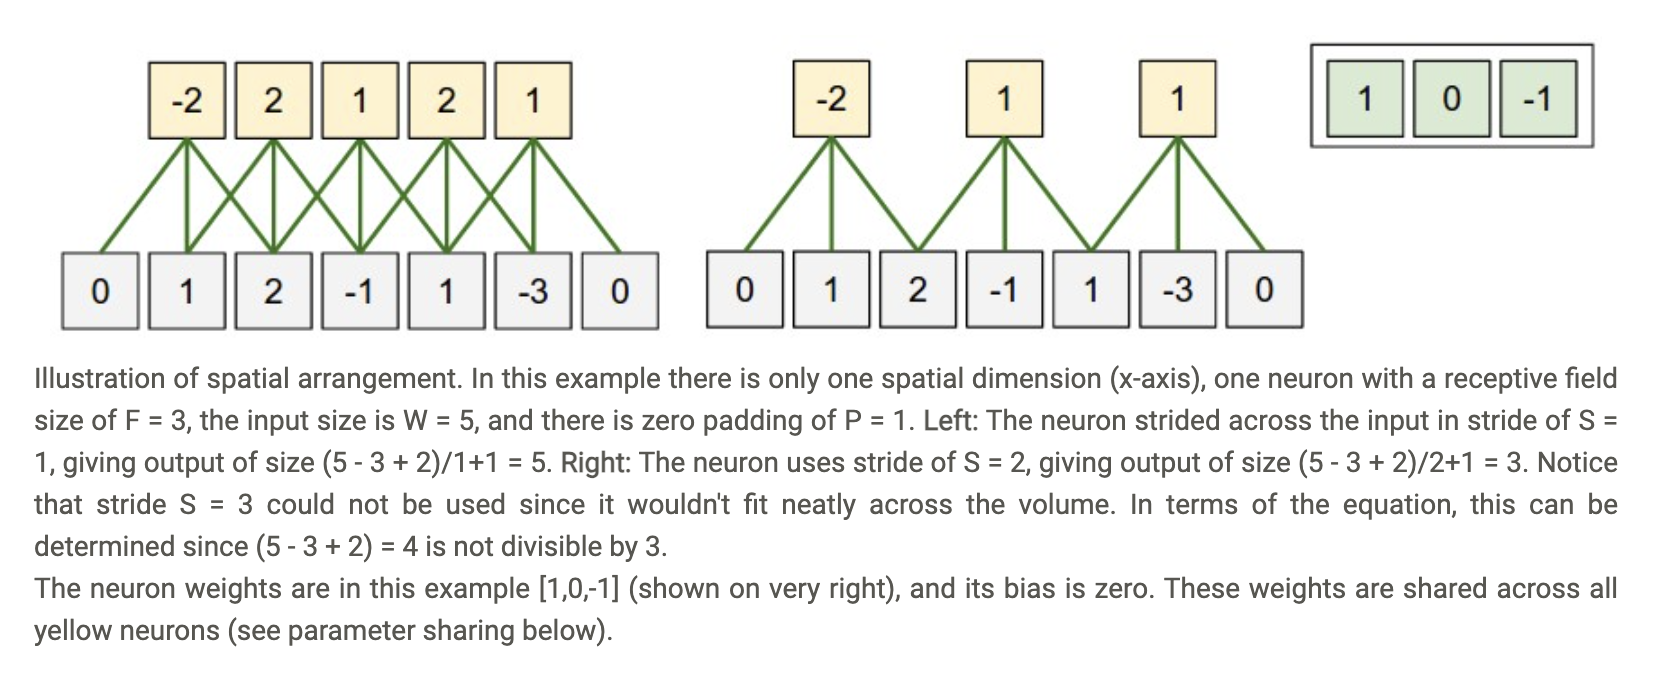 -2 2 1 2 1
-2 1 1
1 0 -1
0 1 2 -1 1 -3 0
0 1 2 -1 1 -3 0
Illustration of spatial arrangement. In this example there is only one spatial dimension (x-axis), one neuron with a receptive field
size of F = 3, the input size is W = 5, and there is zero padding of P = 1. Left: The neuron strided across the input in stride of S =
1, giving output of size (5 - 3 + 2)/1+1 = 5. Right: The neuron uses stride of S = 2, giving output of size (5 - 3 + 2)/2+1 = 3. Notice
that stride S = 3 could not be used since it wouldn't fit neatly across the volume. In terms of the equation, this can be
determined since (5 - 3 + 2) = 4 is not divisible by 3.
The neuron weights are in this example [1,0,-1] (shown on very right), and its bias is zero. These weights are shared across all
yellow neurons (see parameter sharing below).